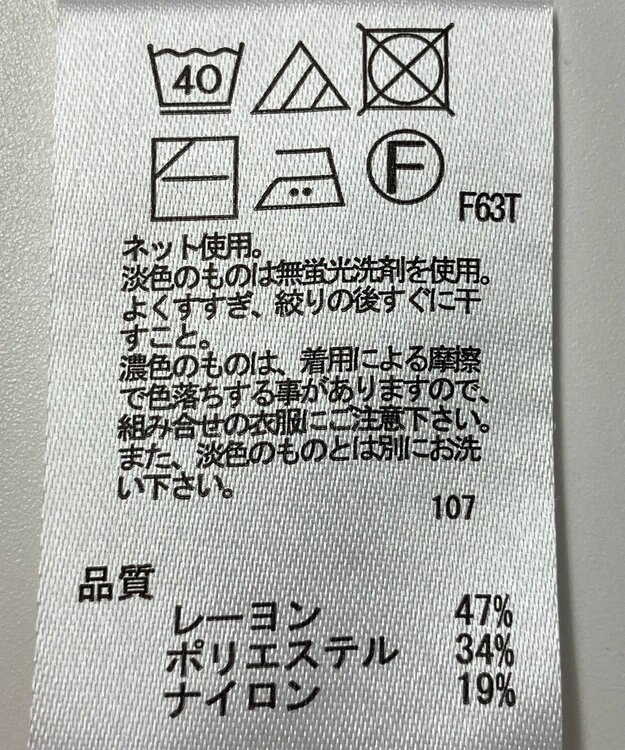 40
F
F63T
ネット使用。
淡色のものは無蛍光洗剤を使用。
よくすすぎ、絞りの後すぐに干
すこと。
濃色のものは、着用による摩擦
で色落ちする事がありますので、
組み合せの衣服にご注意下さい。
また、淡色のものとは別にお洗
い下さい。
107
品質
レーヨン 47%
ポリエステル 34%
ナイロン 19%